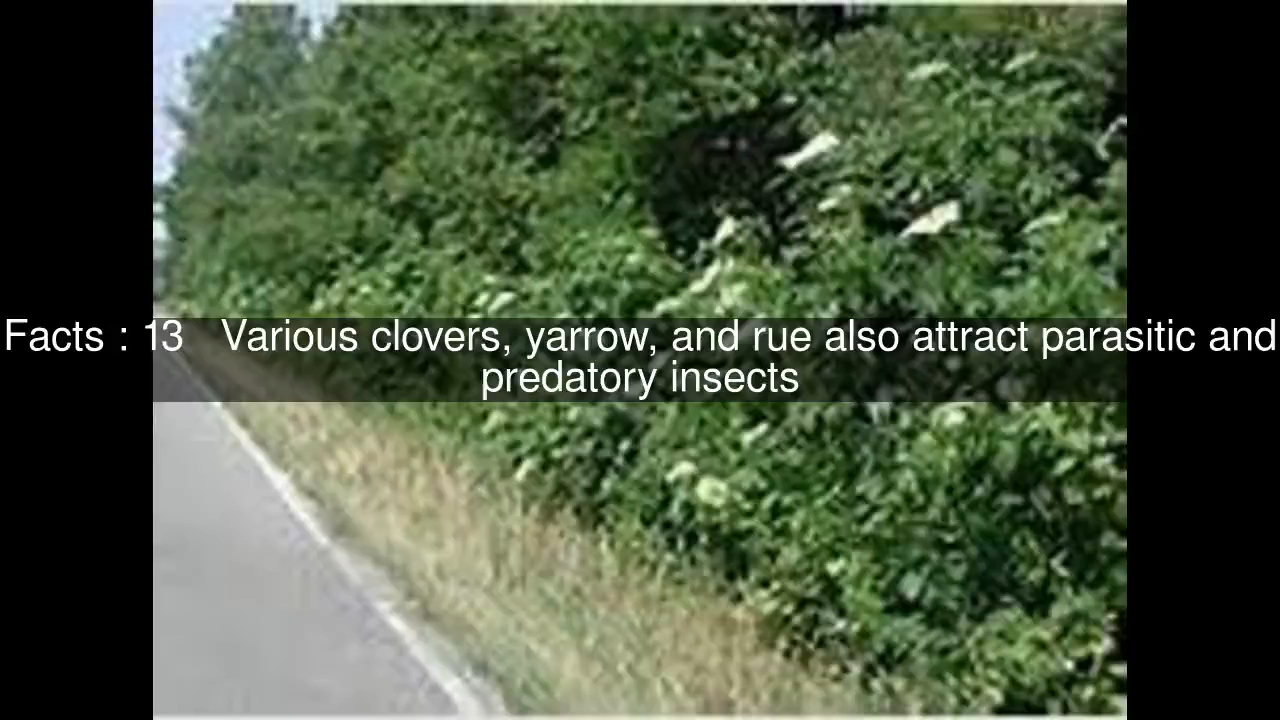 Facts : 13   Various clovers, yarrow, and rue also attract parasitic and
predatory insects